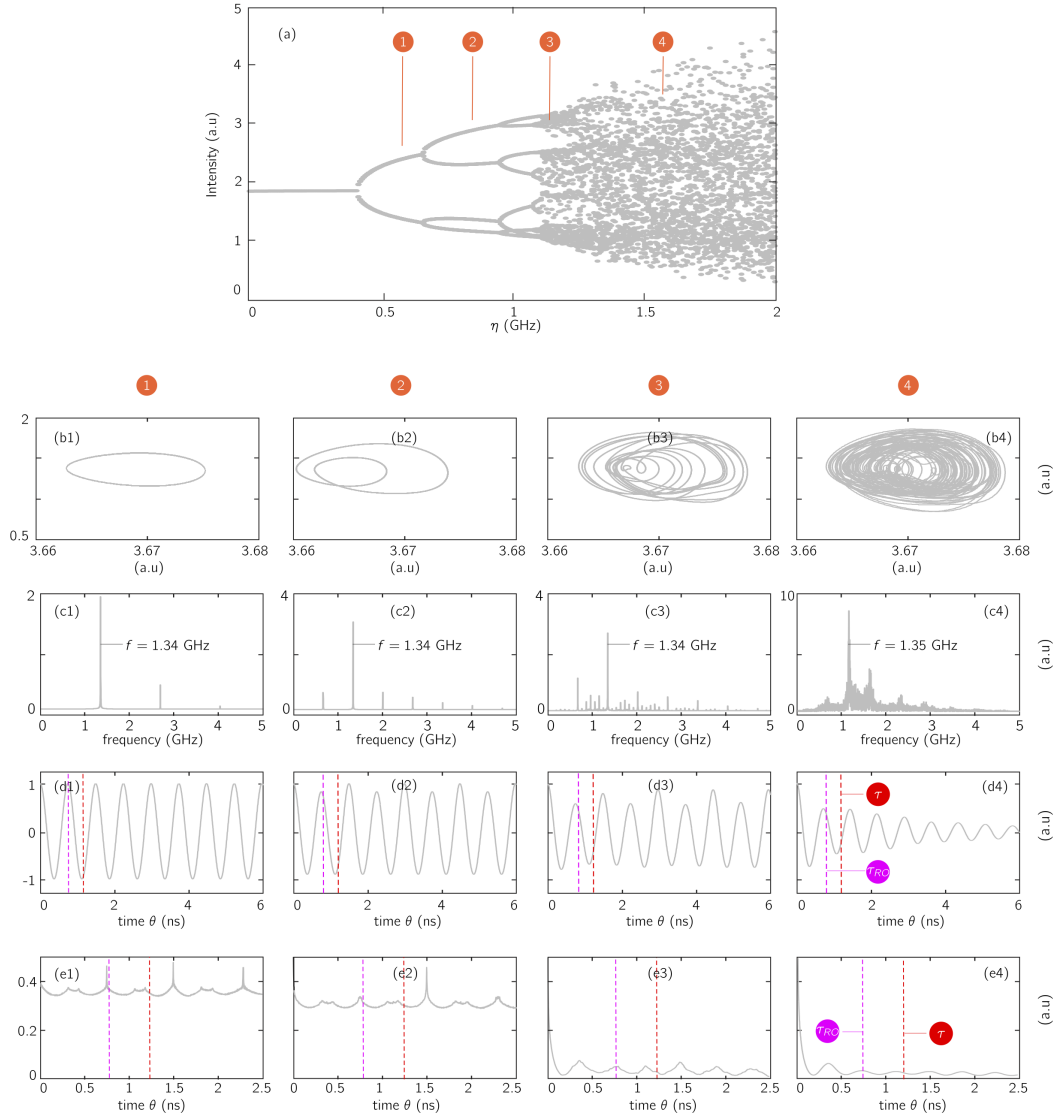 5
(a)
1 2 3 4
4
Intensity (a.u)
3
2
1
0
0 0.5 1 1.5 2
η (GHz)
1 2 3 4
2
(b1) (b2) (b3) (b4)
(a.u)
0.5
3.66 3.67 3.68 3.66 3.67 3.68 3.66 3.67 3.68 3.66 3.67 3.68
(a.u) (a.u) (a.u) (a.u)
2 4 4 10
(c1) (c2) (c3) (c4)
f = 1.34 GHz f = 1.34 GHz f = 1.34 GHz f = 1.35 GHz
(a.u)
0 0 0 0
0 1 2 3 4 5 0 1 2 3 4 5 0 1 2 3 4 5 0 1 2 3 4 5
frequency (GHz) frequency (GHz) frequency (GHz) frequency (GHz)
1
(d1) (d2) (d3) (d4)
τ
0
(a.u)
τRO
-1
0 2 4 6 0 2 4 6 0 2 4 6 0 2 4 6
time θ (ns) time θ (ns) time θ (ns) time θ (ns)
(e1) (e2) (e3) (e4)
0.4
(a.u)
0.2
τRO τ
0
0 0.5 1 1.5 2 2.5 0 0.5 1 1.5 2 2.5 0 0.5 1 1.5 2 2.5 0 0.5 1 1.5 2 2.5
time θ (ns) time θ (ns) time θ (ns) time θ (ns)